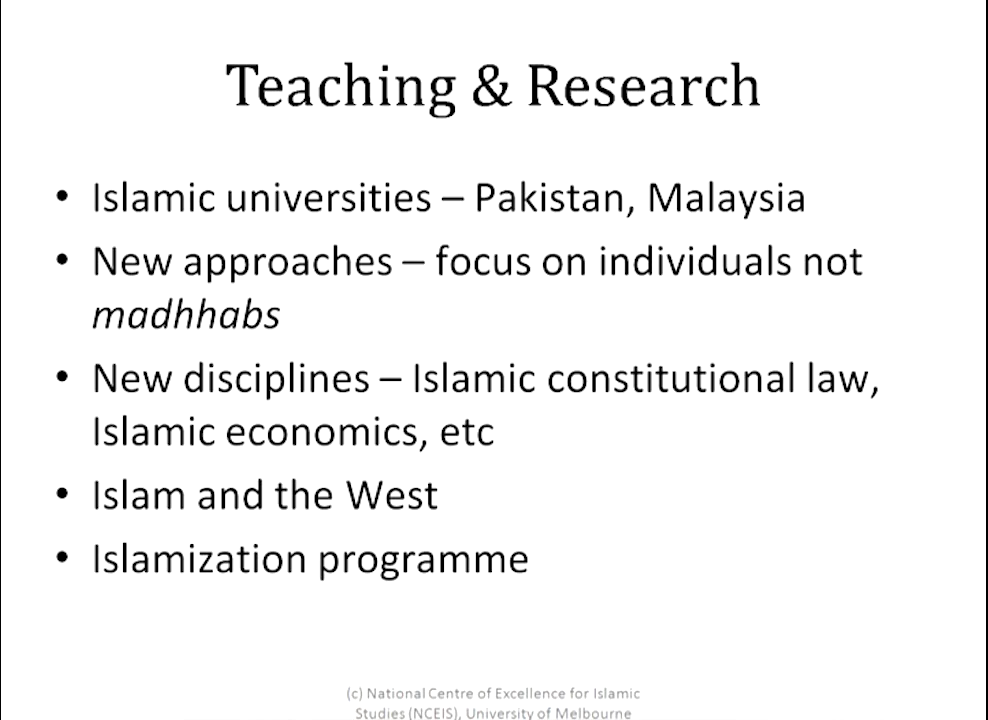 Teaching & Research
• Islamic universities – Pakistan, Malaysia
• New approaches – focus on individuals not
madhhabs
• New disciplines – Islamic constitutional law,
Islamic economics, etc
• Islam and the West
• Islamization programme
(c) National Centre of Excellence for Islamic
Studies (NCEIS), University of Melbourne